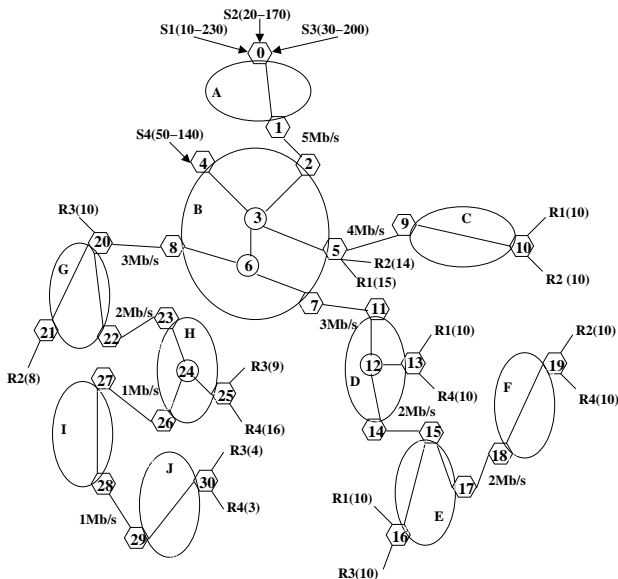 S2(20–170)
S1(10–230)
S3(30–200)
0
A
1
5Mb/s
S4(50–140)
4
2
B
3
R3(10)
20
3Mb/s
8
6
5
4Mb/s
9
C
10
R1(10)
R2 (10)
R2(14)
R1(15)
7
3Mb/s
11
G
21
R2(8)
22
2Mb/s
23
H
24
R3(9)
25
R4(16)
27
1Mb/s
26
I
28
1Mb/s
29
J
30
R3(4)
R4(3)
R1(10)
12
13
D
R4(10)
2Mb/s
14
15
R2(10)
19
F
R4(10)
18
2Mb/s
17
E
R1(10)
16
R3(10)